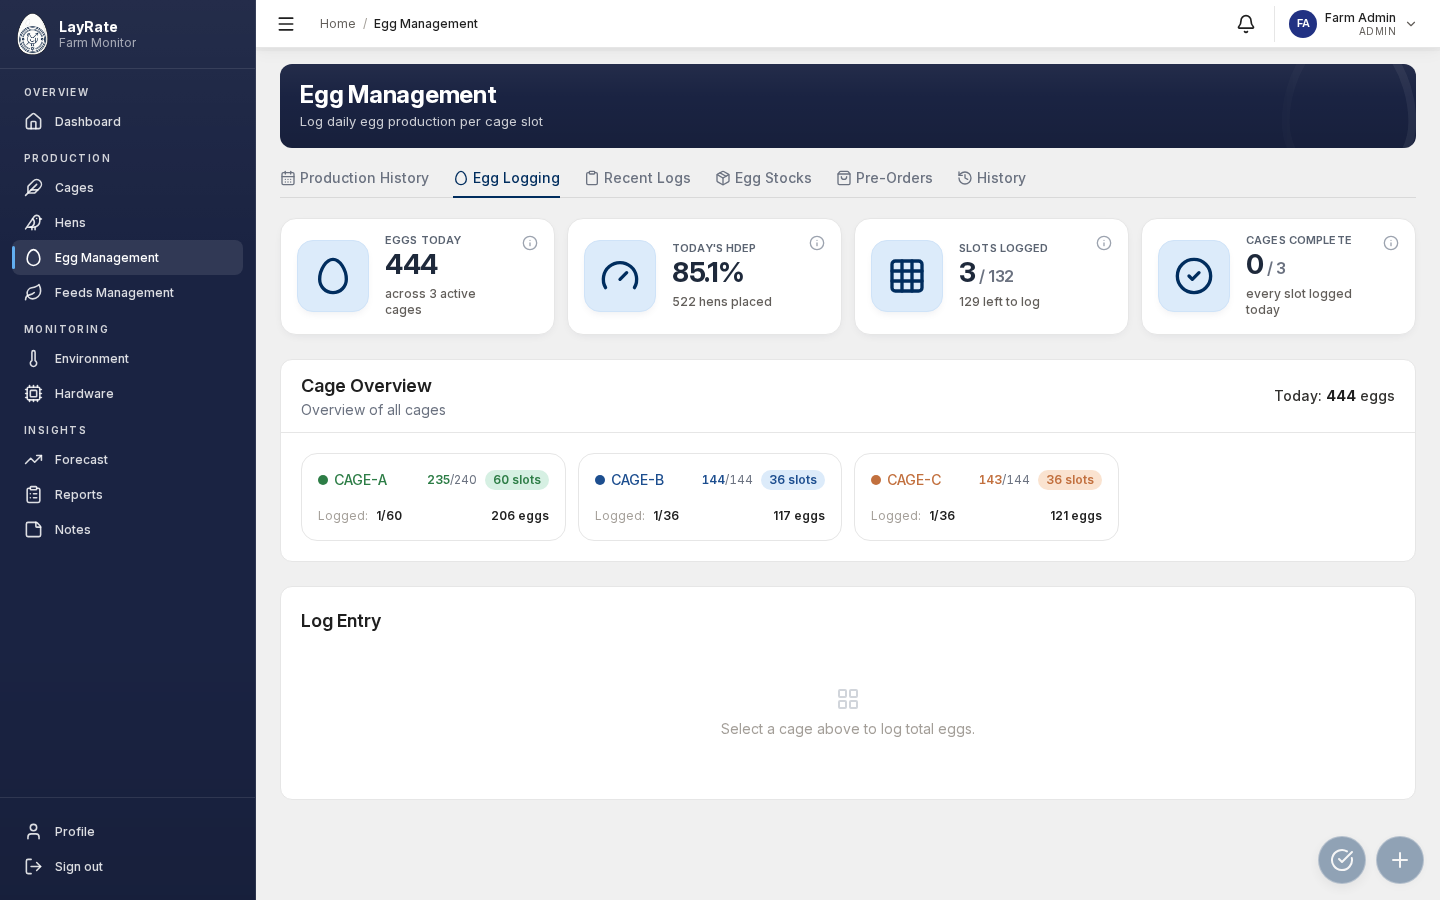 LayRate
Farm Monitor
OVERVIEW
Dashboard
PRODUCTION
Cages
Hens
Egg Management
Feeds Management
MONITORING
Environment
Hardware
INSIGHTS
Forecast
Reports
Notes
Profile
Sign out
Home / Egg Management
FA
Farm Admin
ADMIN
Egg Management
Log daily egg production per cage slot
Production History
Egg Logging
Recent Logs
Egg Stocks
Pre-Orders
History
EGGS TODAY
444
across 3 active
cages
TODAY'S HDEP
85.1%
522 hens placed
SLOTS LOGGED
3 / 132
129 left to log
CAGES COMPLETE
0 / 3
every slot logged
today
Cage Overview
Overview of all cages
Today: 444 eggs
CAGE-A 235/240 60 slots
Logged: 1/60 206 eggs
CAGE-B 144/144 36 slots
Logged: 1/36 117 eggs
CAGE-C 143/144 36 slots
Logged: 1/36 121 eggs
Log Entry
Select a cage above to log total eggs.